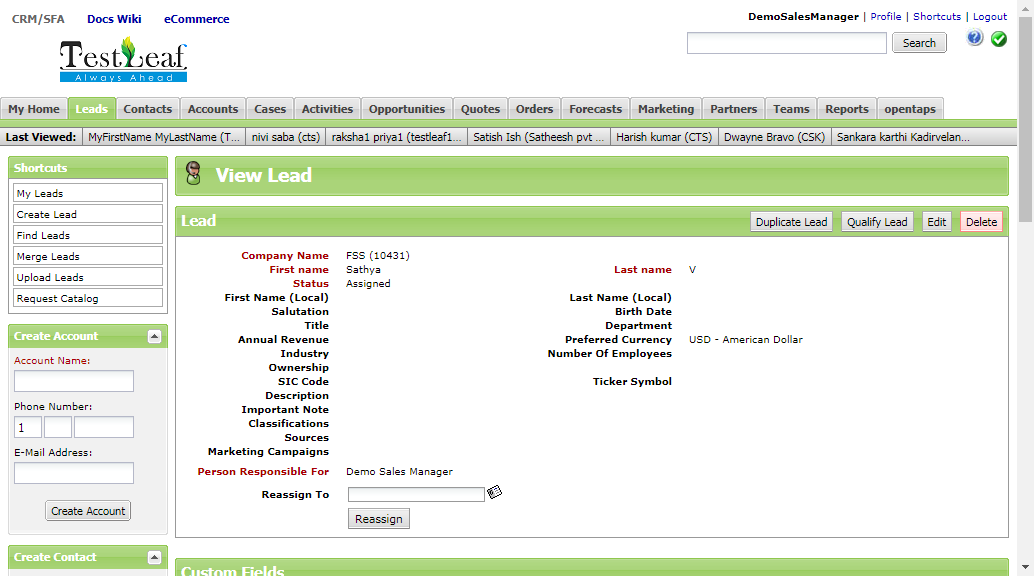 CRM/SFA Docs Wiki eCommerce
DemoSalesManager | Profile | Shortcuts | Logout
TestLeaf
Always Ahead
Search
My Home Leads Contacts Accounts Cases Activities Opportunities Quotes Orders Forecasts Marketing Partners Teams Reports opentaps
Last Viewed: MyFirstName MyLastName (T... nivi saba (cts) raksha1 priya1 (testleaf1... Satish Ish (Satheesh pvt ... Harish kumar (CTS) Dwayne Bravo (CSK) Sankara karthi Kadirvelan...
Shortcuts
My Leads
Create Lead
Find Leads
Merge Leads
Upload Leads
Request Catalog
Create Account
Account Name:
Phone Number:
1
E-Mail Address:
Create Account
Create Contact
View Lead
Lead
Duplicate Lead Qualify Lead Edit Delete
Company Name FSS (10431)
First name Sathya Last name V
Status Assigned
First Name (Local) Last Name (Local)
Salutation Birth Date
Title Department
Annual Revenue Preferred Currency USD - American Dollar
Industry Number Of Employees
Ownership
SIC Code Ticker Symbol
Description
Important Note
Classifications
Sources
Marketing Campaigns
Person Responsible For Demo Sales Manager
Reassign To
Reassign
Custom Fields